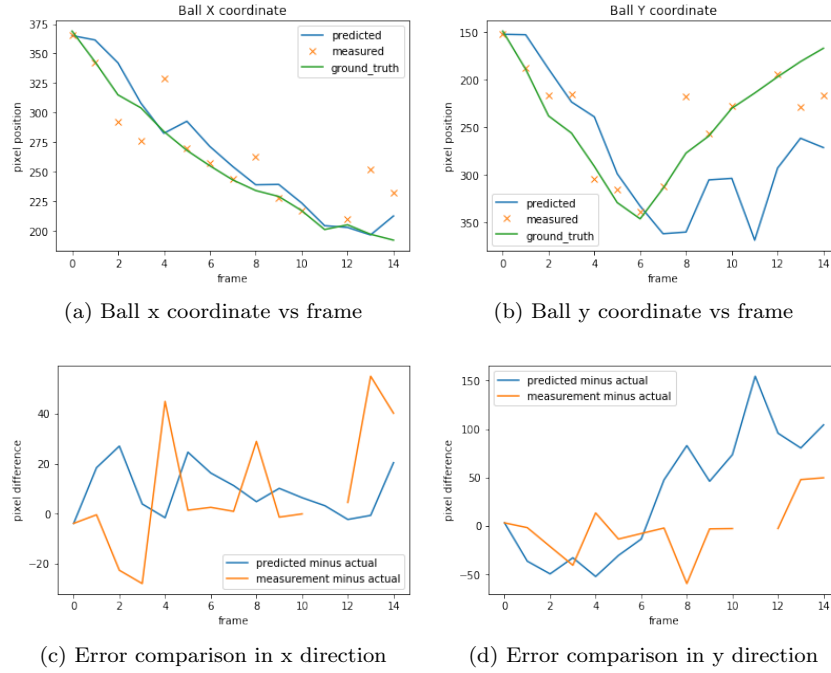 Ball X coordinate
375
350
325
300
275
250
225
200
pixel position
predicted
measured
ground_truth
0 2 4 6 8 10 12 14
frame
(a) Ball x coordinate vs frame
Ball Y coordinate
150
200
250
300
350
pixel position
predicted
measured
ground_truth
0 2 4 6 8 10 12 14
frame
(b) Ball y coordinate vs frame
40
20
0
−20
pixel difference
predicted minus actual
measurement minus actual
0 2 4 6 8 10 12 14
frame
(c) Error comparison in x direction
150
100
50
0
−50
pixel difference
predicted minus actual
measurement minus actual
0 2 4 6 8 10 12 14
frame
(d) Error comparison in y direction